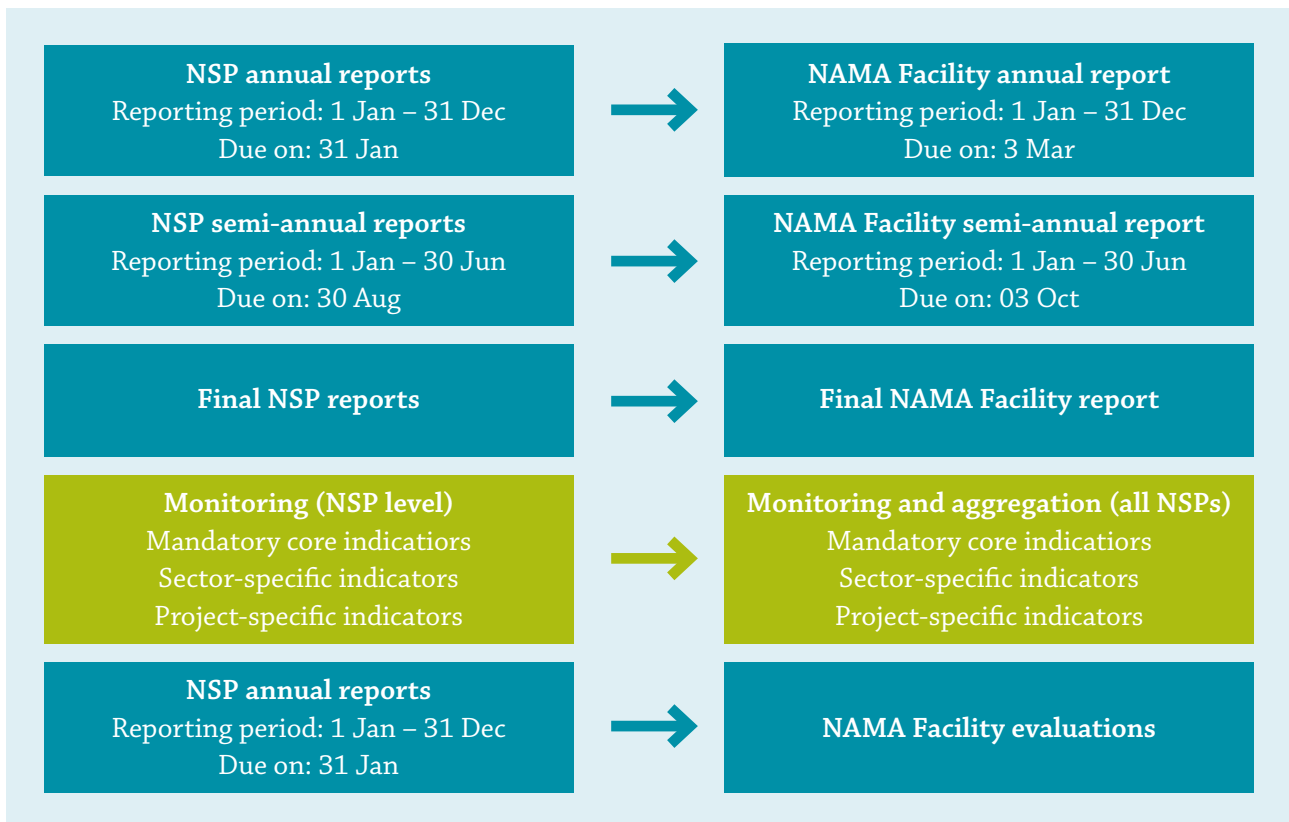 NSP annual reports
Reporting period: 1 Jan – 31 Dec
Due on: 31 Jan
NAMA Facility annual report
Reporting period: 1 Jan – 31 Dec
Due on: 3 Mar
NSP semi-annual reports
Reporting period: 1 Jan – 30 Jun
Due on: 30 Aug
NAMA Facility semi-annual report
Reporting period: 1 Jan – 30 Jun
Due on: 03 Oct
Final NSP reports
Final NAMA Facility report
Monitoring (NSP level)
Mandatory core indicatiors
Sector-specific indicators
Project-specific indicators
Monitoring and aggregation (all NSPs)
Mandatory core indicatiors
Sector-specific indicators
Project-specific indicators
NSP annual reports
Reporting period: 1 Jan – 31 Dec
Due on: 31 Jan
NAMA Facility evaluations